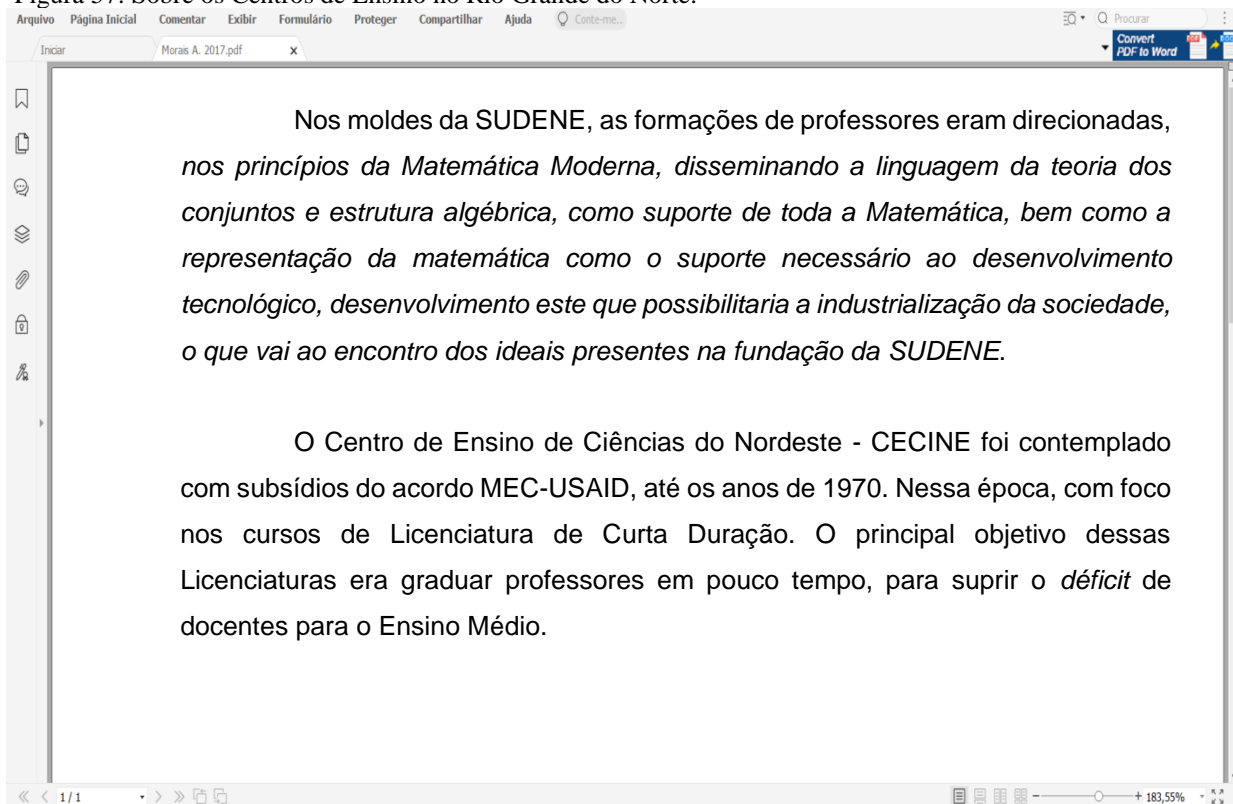 Figura 37: Sobre os Centros de Ensino no Rio Grande do Norte.
Arquivo Página Inicial Comentar Exibir Formulário Proteger Compartilhar Ajuda Conte-me.. Procurar
Iniciar Morais A. 2017.pdf x Convert PDF to Word
Nos moldes da SUDENE, as formações de professores eram direcionadas,
nos princípios da Matemática Moderna, disseminando a linguagem da teoria dos
conjuntos e estrutura algébrica, como suporte de toda a Matemática, bem como a
representação da matemática como o suporte necessário ao desenvolvimento
tecnológico, desenvolvimento este que possibilitaria a industrialização da sociedade,
o que vai ao encontro dos ideais presentes na fundação da SUDENE.
O Centro de Ensino de Ciências do Nordeste - CECINE foi contemplado
com subsídios do acordo MEC-USAID, até os anos de 1970. Nessa época, com foco
nos cursos de Licenciatura de Curta Duração. O principal objetivo dessas
Licenciaturas era graduar professores em pouco tempo, para suprir o déficit de
docentes para o Ensino Médio.
1/1 183,55%